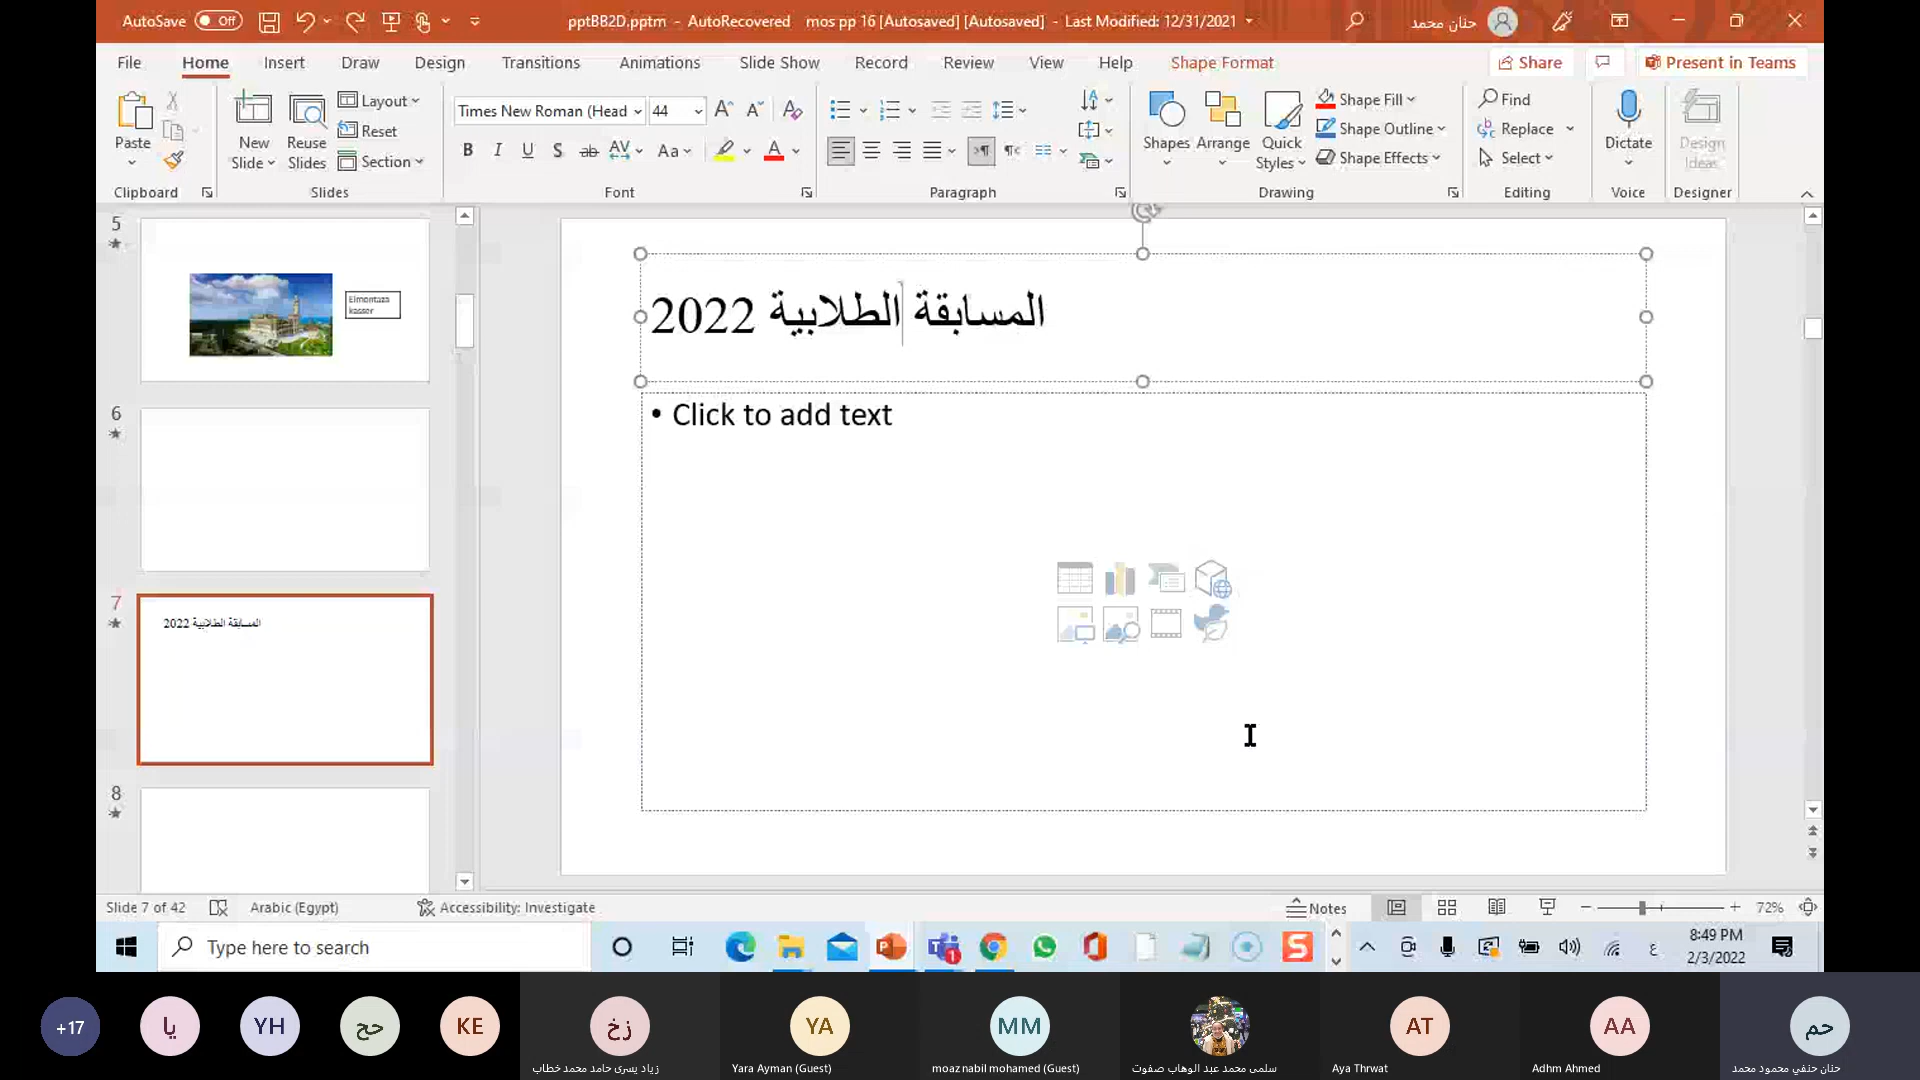 AutoSave Off pptBB2D.pptm - AutoRecovered mos pp 16 [Autosaved] [Autosaved] - Last Modified: 12/31/2021 حنان محمد
File Home Insert Draw Design Transitions Animations Slide Show Record Review View Help Shape Format Share Present in Teams
Paste
New Slide
Reuse Slides
Layout
Reset
Section
Times New Roman (Head 44
Shapes
Arrange
Quick Styles
Shape Fill
Shape Outline
Shape Effects
Find
Replace
Select
Dictate
Design Ideas
Clipboard Slides Font Paragraph Drawing Editing Voice Designer
5
Elmontaza kasser
6
7
المسابقة الطلابية 2022
8
المسابقة الطلابية 2022
• Click to add text
Slide 7 of 42 Arabic (Egypt) Accessibility: Investigate Notes 72%
Type here to search
8:49 PM
2/3/2022
+17 يا YH حح KE زخ YA MM AT AA حم
زياد يسرى حامد محمد خطاب Yara Ayman (Guest) moaz nabil mohamed (Guest) سلمى محمد عبد الوهاب صفوت Aya Thrwat Adhm Ahmed حنان حنفي محمود محمد